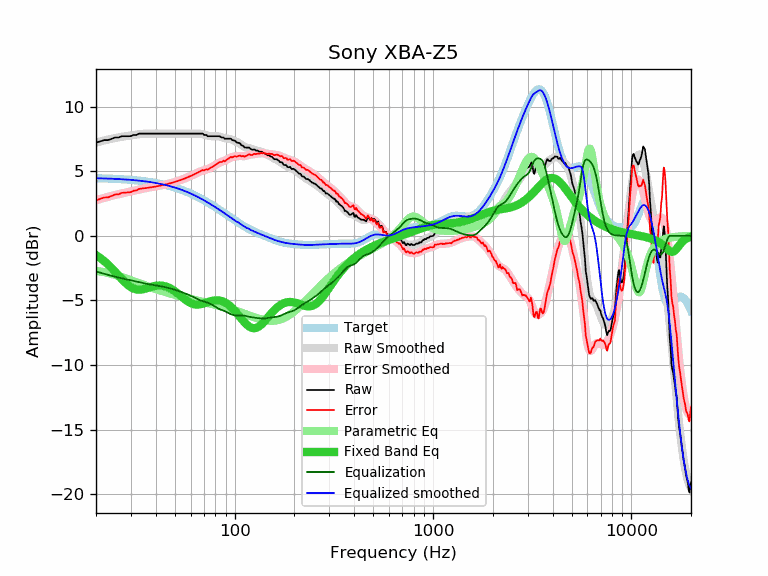 Sony XBA-Z5
Amplitude (dBr)
10
5
0
−5
−10
−15
−20
Target
Raw Smoothed
Error Smoothed
Raw
Error
Parametric Eq
Fixed Band Eq
Equalization
Equalized smoothed
100
1000
10000
Frequency (Hz)